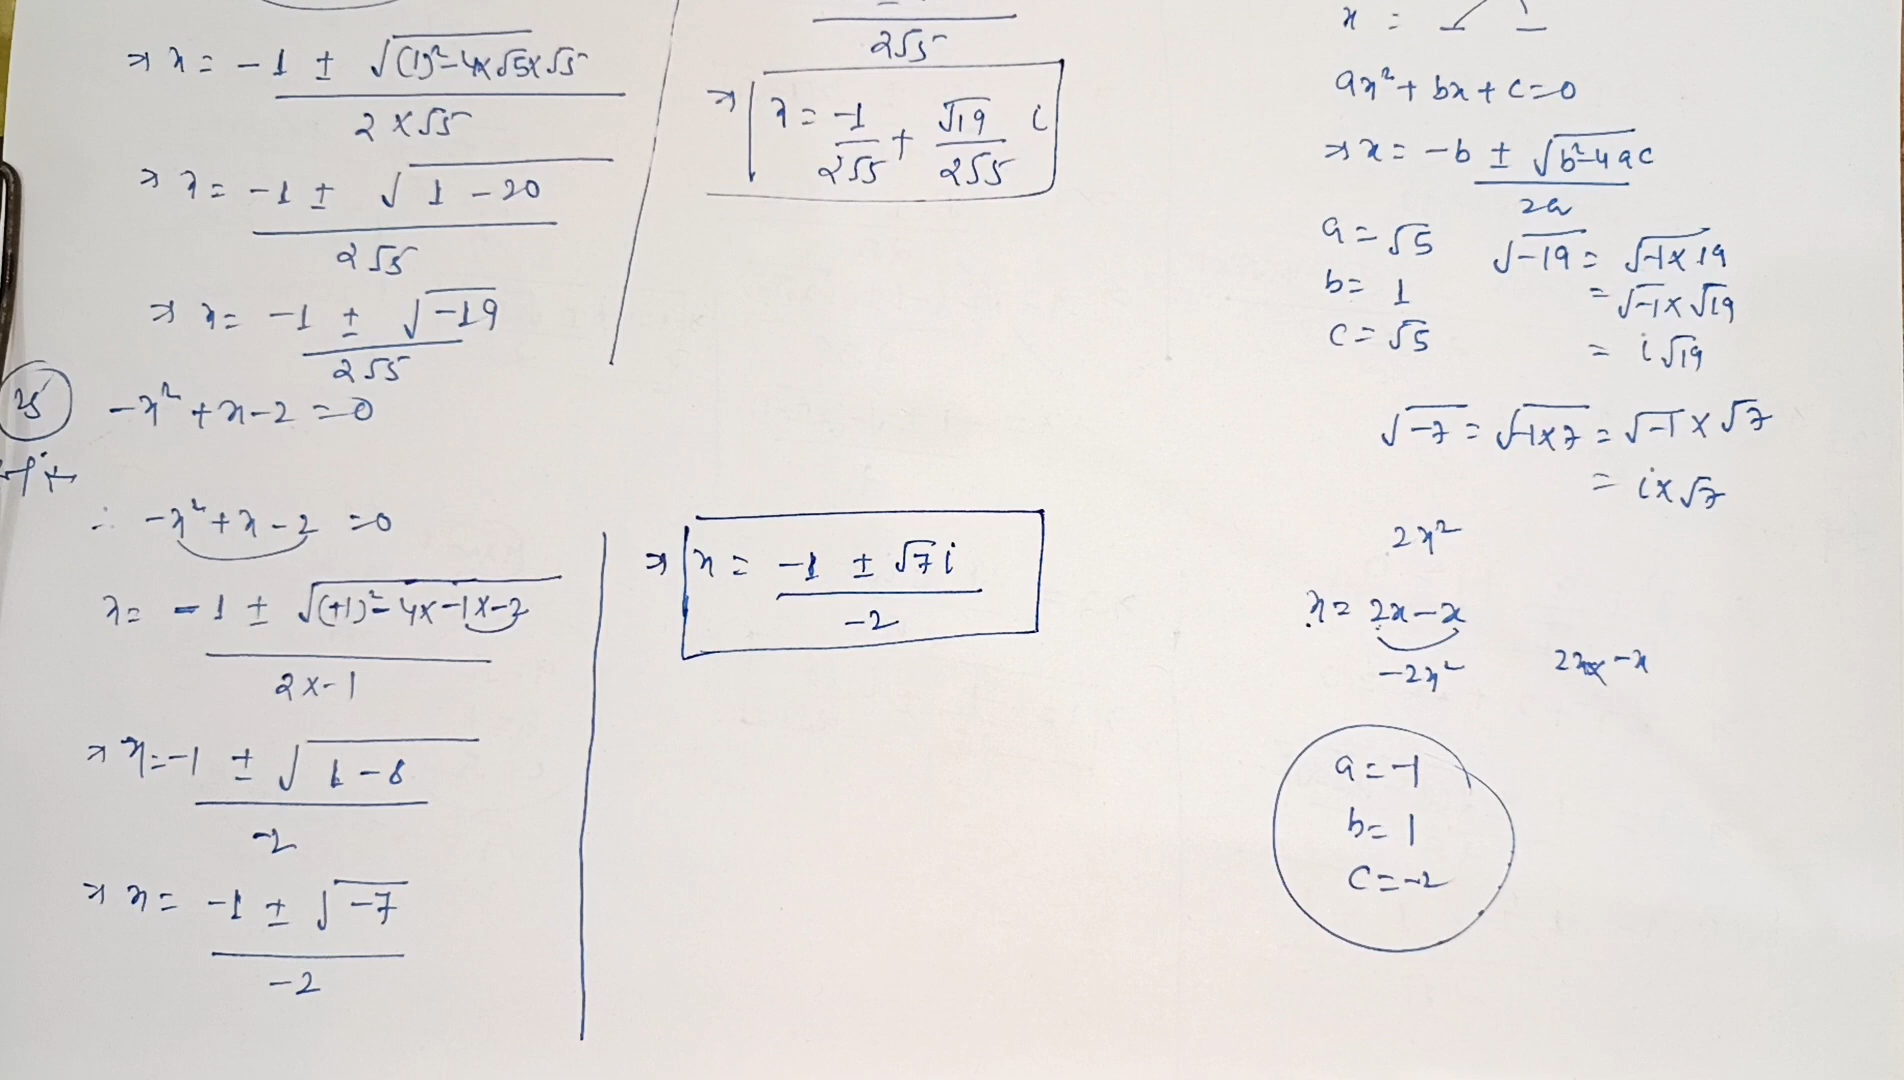 ⇒ x = -1 ± √(1)²-4×√5×√5
2×√5
⇒ x = -1 ± √1-20
2√5
⇒ x = -1 ± √-19
2√5
2√5
⇒ x = -1/2√5 + √19/2√5 i
25
-x²+x-2=0
∴ -x²+x-2=0
x = -1 ± √(+1)²-4×-1×-2
2×-1
⇒ x = -1 ± √1-8
-2
⇒ x = -1 ± √-7
-2
⇒ x = -1 ± √7i
-2
x =
ax²+bx+c=0
⇒ x = -b ± √b²-4ac
2a
a=√5
b=1
c=√5
√-19 = √-1×19
= √-1×√19
= i√19
√-7 = √-1×7 = √-1×√7
= i×√7
2x²
x = 2x-x
-2x²
a=-1
b=1
c=-2